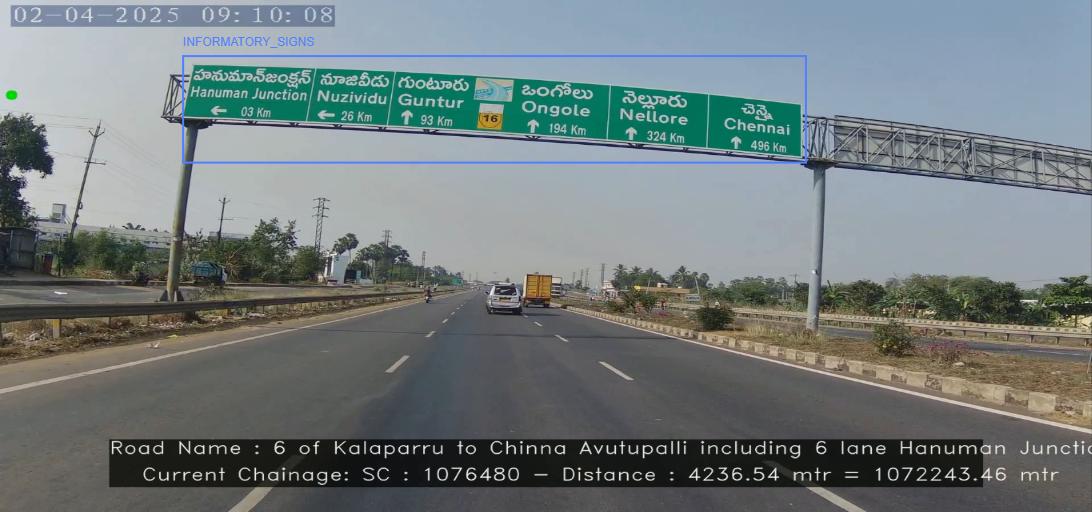 02-04-2025 09:10:08
INFORMATORY_SIGNS
హనుమాన్‌జంక్షన్
Hanuman Junction
← 03 Km
నూజివీడు
Nuzividu
← 26 Km
గుంటూరు
Guntur
↑ 93 Km
16
ఒంగోలు
Ongole
↑ 194 Km
నెల్లూరు
Nellore
↑ 324 Km
చెన్నై
Chennai
↑ 496 Km
Road Name : 6 of Kalaparru to Chinna Avutupalli including 6 lane Hanuman Junctio
Current Chainage: SC : 1076480 - Distance : 4236.54 mtr = 1072243.46 mtr